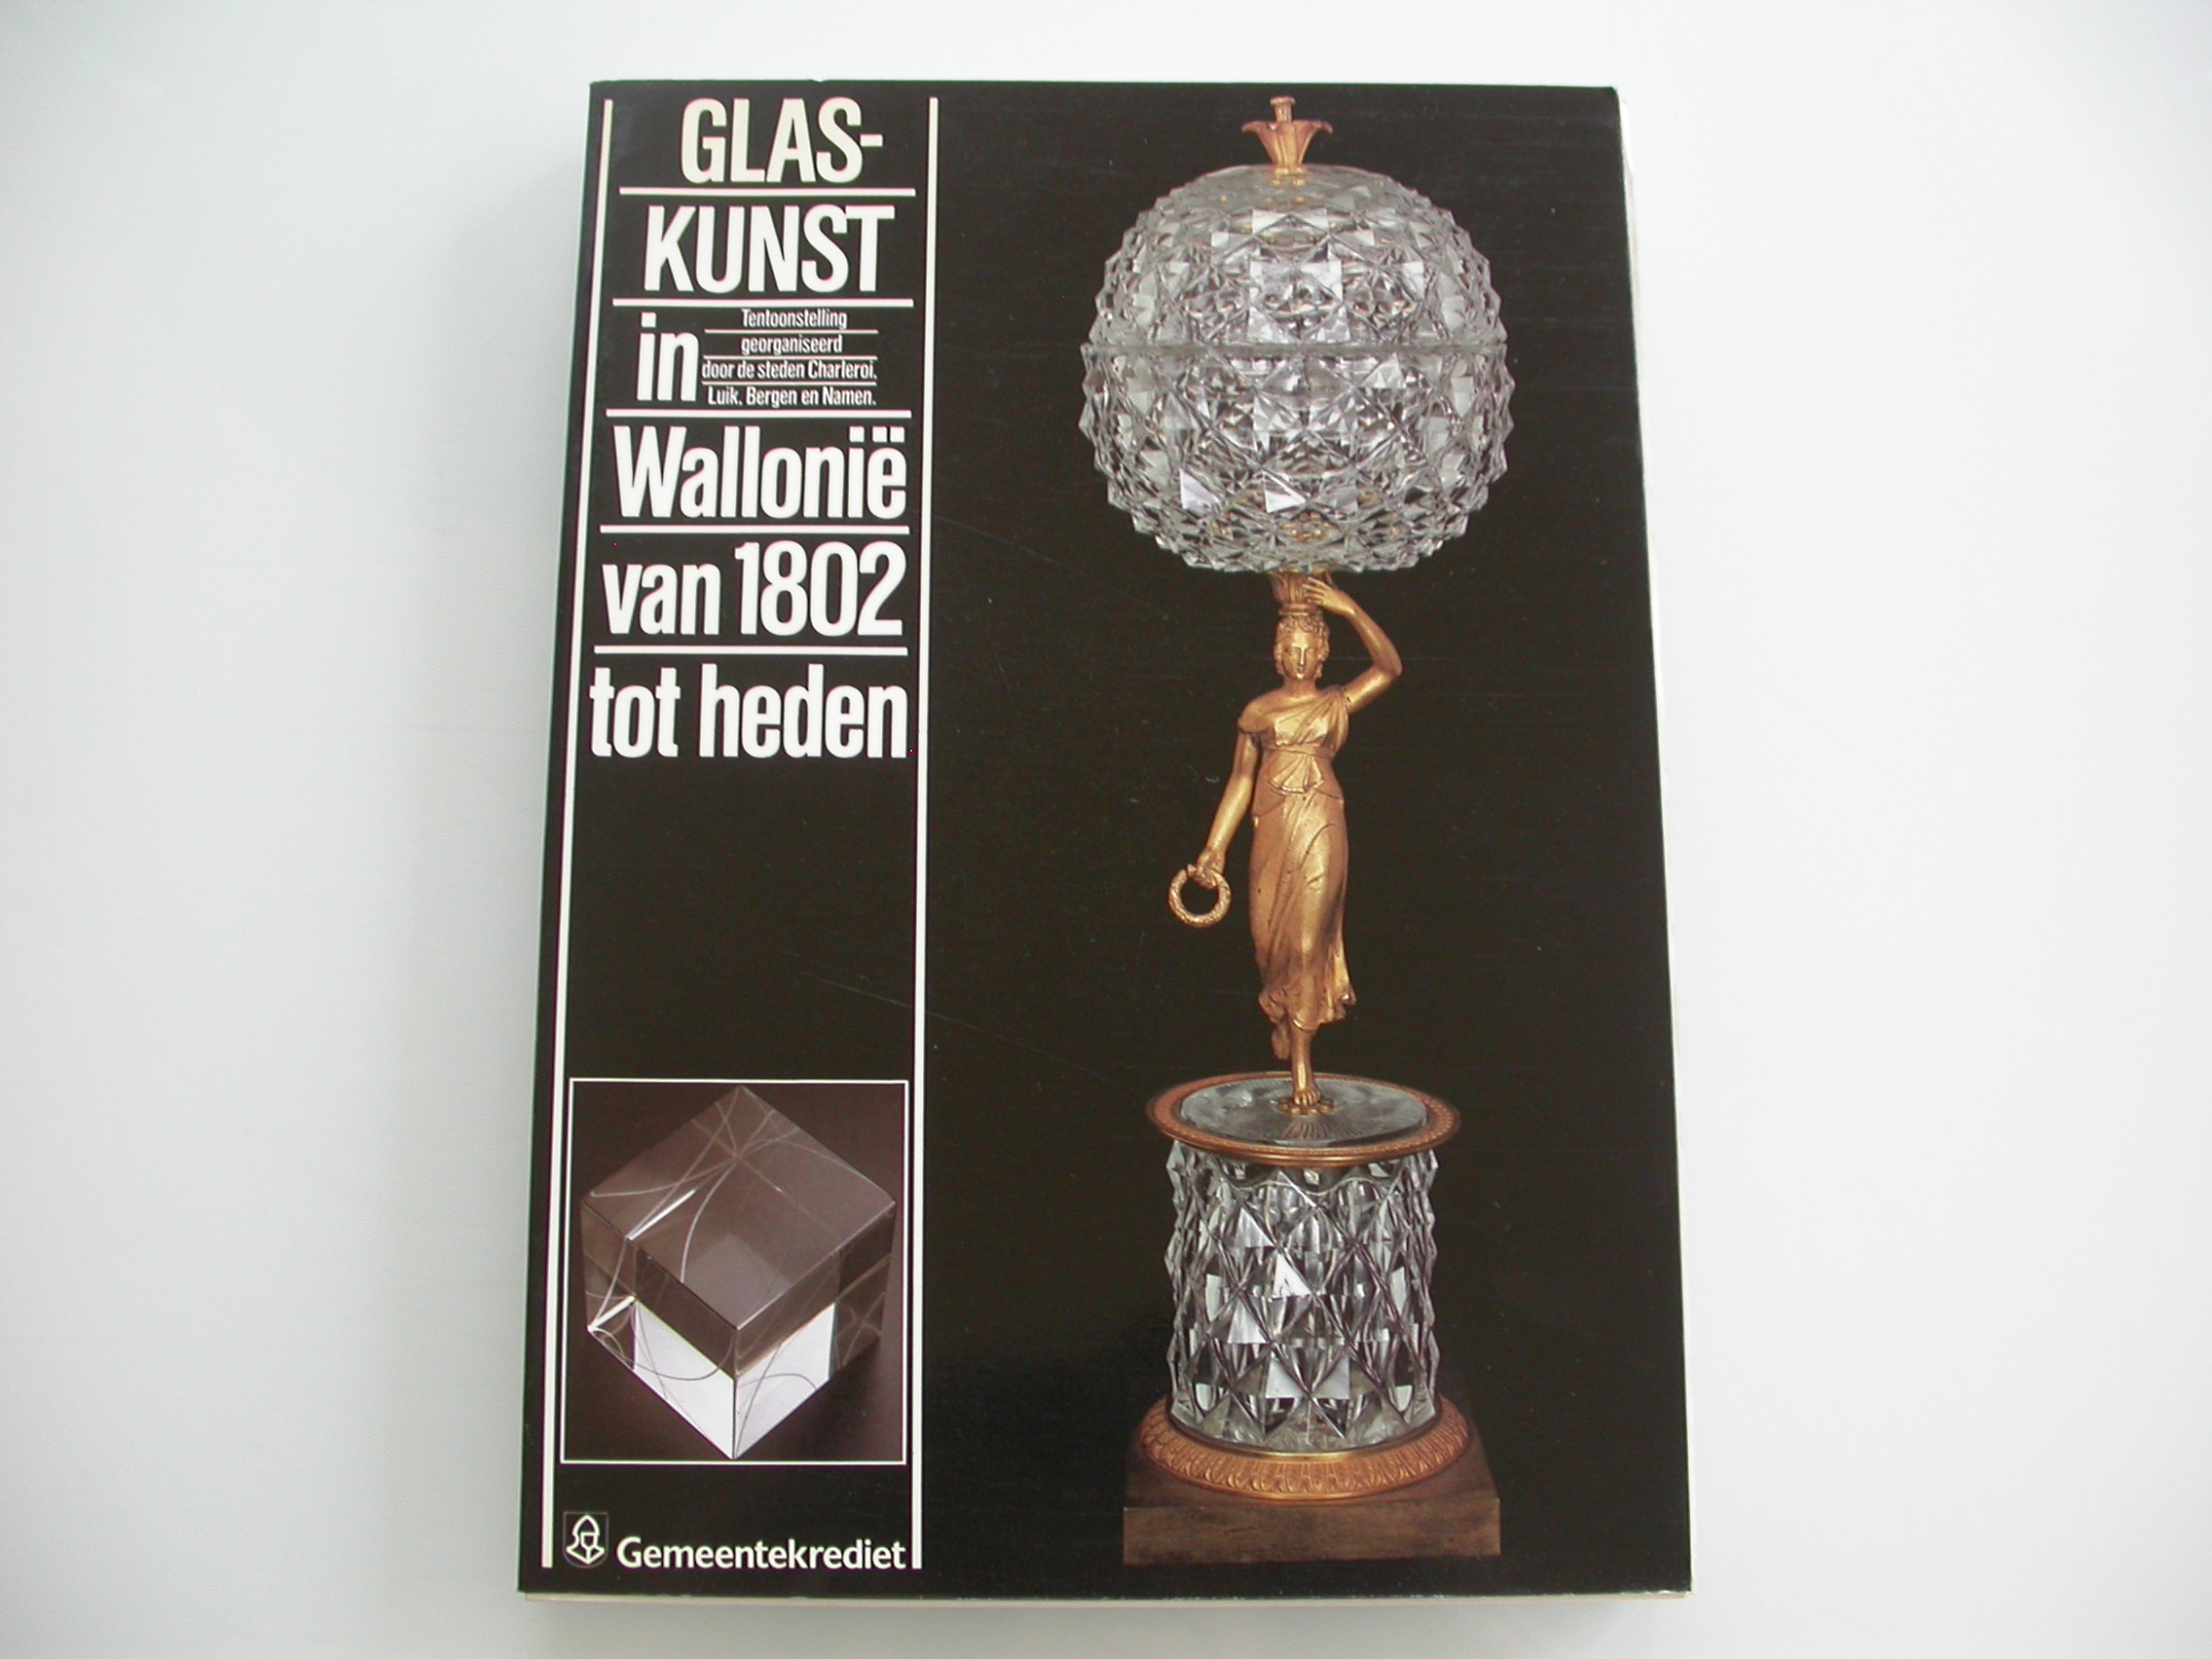 GLAS-
KUNST
in
Tentoonstelling
georganiseerd
door de steden Charleroi,
Luik, Bergen en Namen.
Wallonië
van 1802
tot heden
Gemeentekrediet